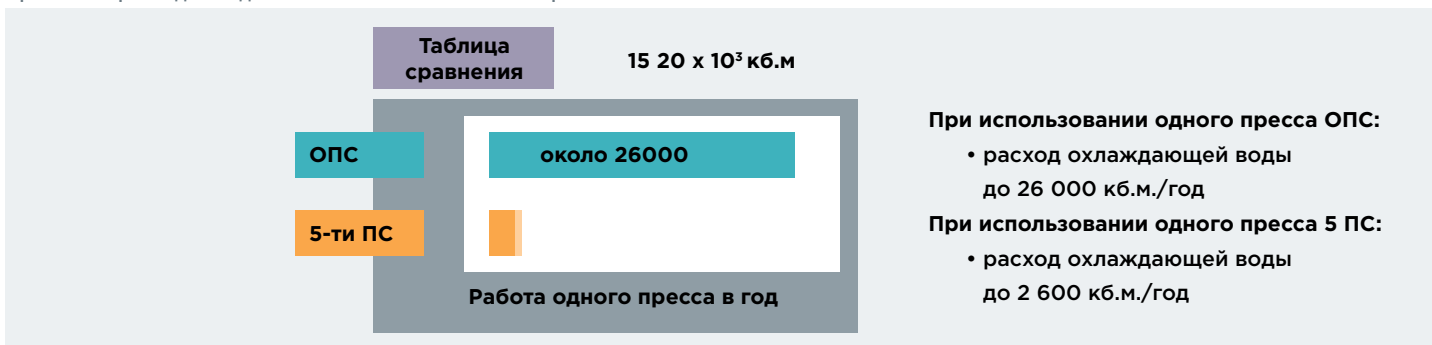 Таблица
сравнения
15 20 x 10³ кб.м
ОПС
около 26000
5-ти ПС
Работа одного пресса в год
При использовании одного пресса ОПС:
• расход охлаждающей воды
до 26 000 кб.м./год
При использовании одного пресса 5 ПС:
• расход охлаждающей воды
до 2 600 кб.м./год